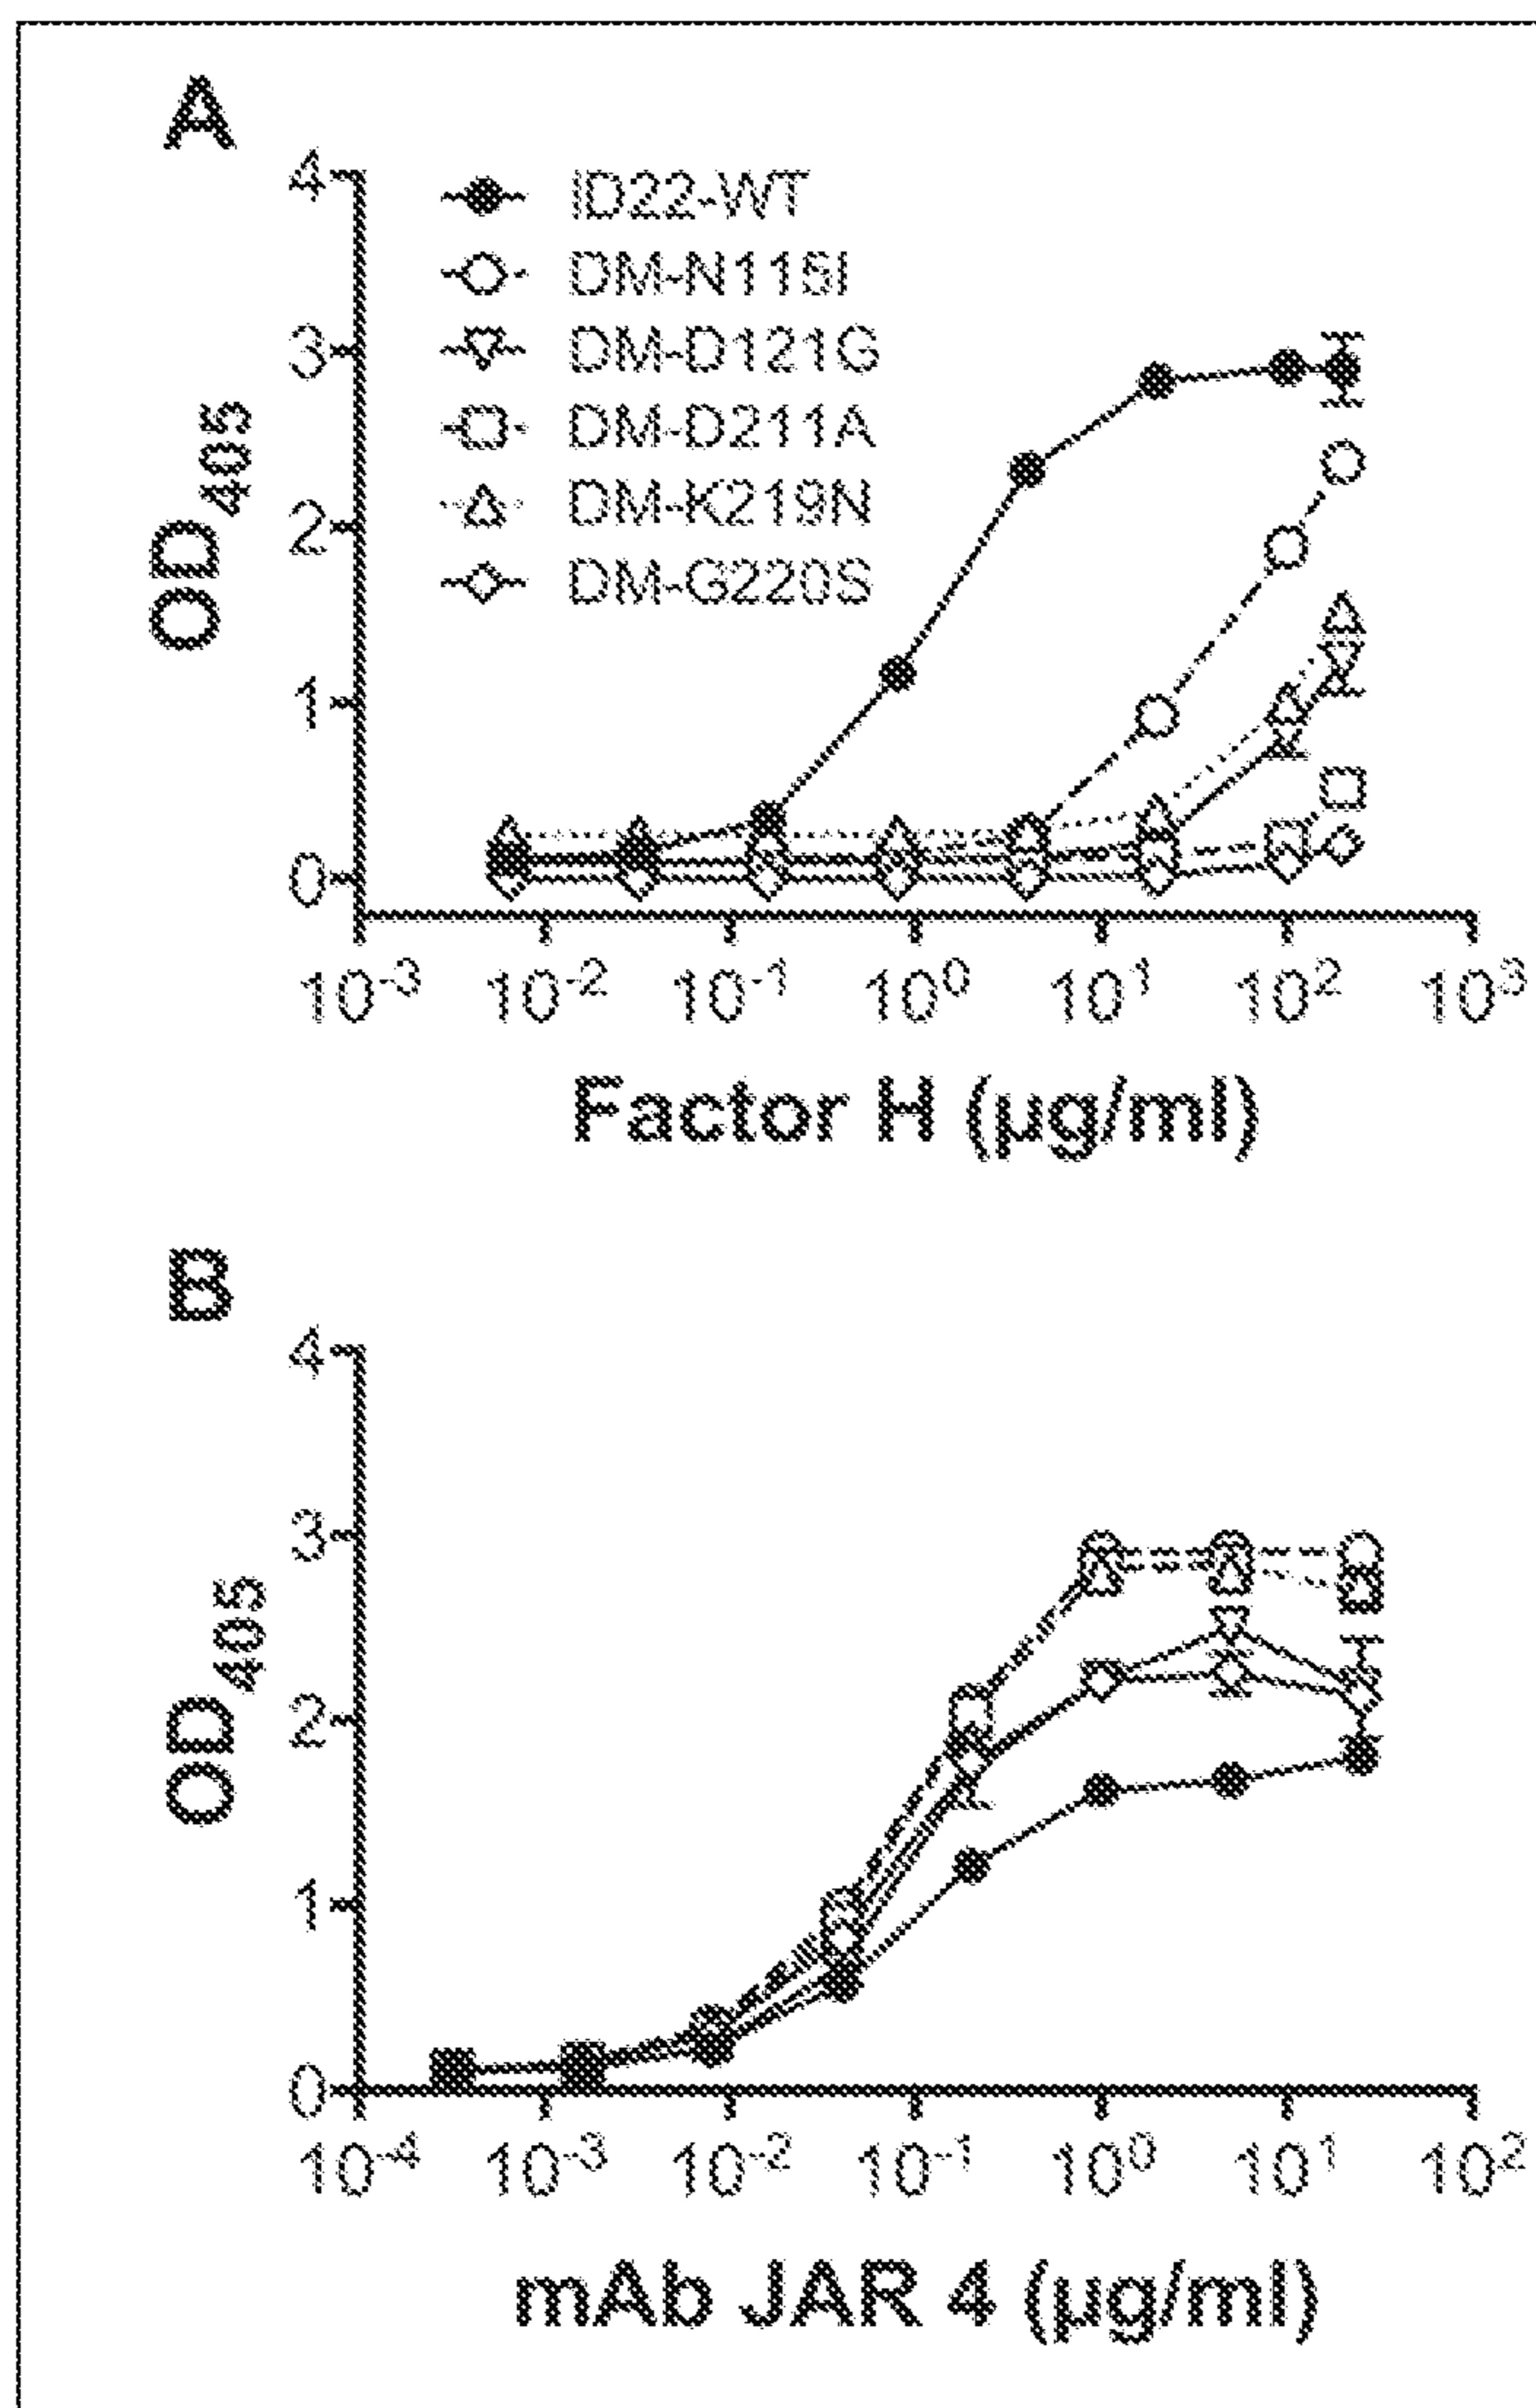 A
4
3
2
1
0
OD405
ID22-WT
DM-N115I
DM-D121G
DM-D211A
DM-K219N
DM-G220S
10-3 10-2 10-1 100 101 102 103
Factor H (µg/ml)
B
4
3
2
1
0
OD405
10-4 10-3 10-2 10-1 100 101 102
mAb JAR 4 (µg/ml)